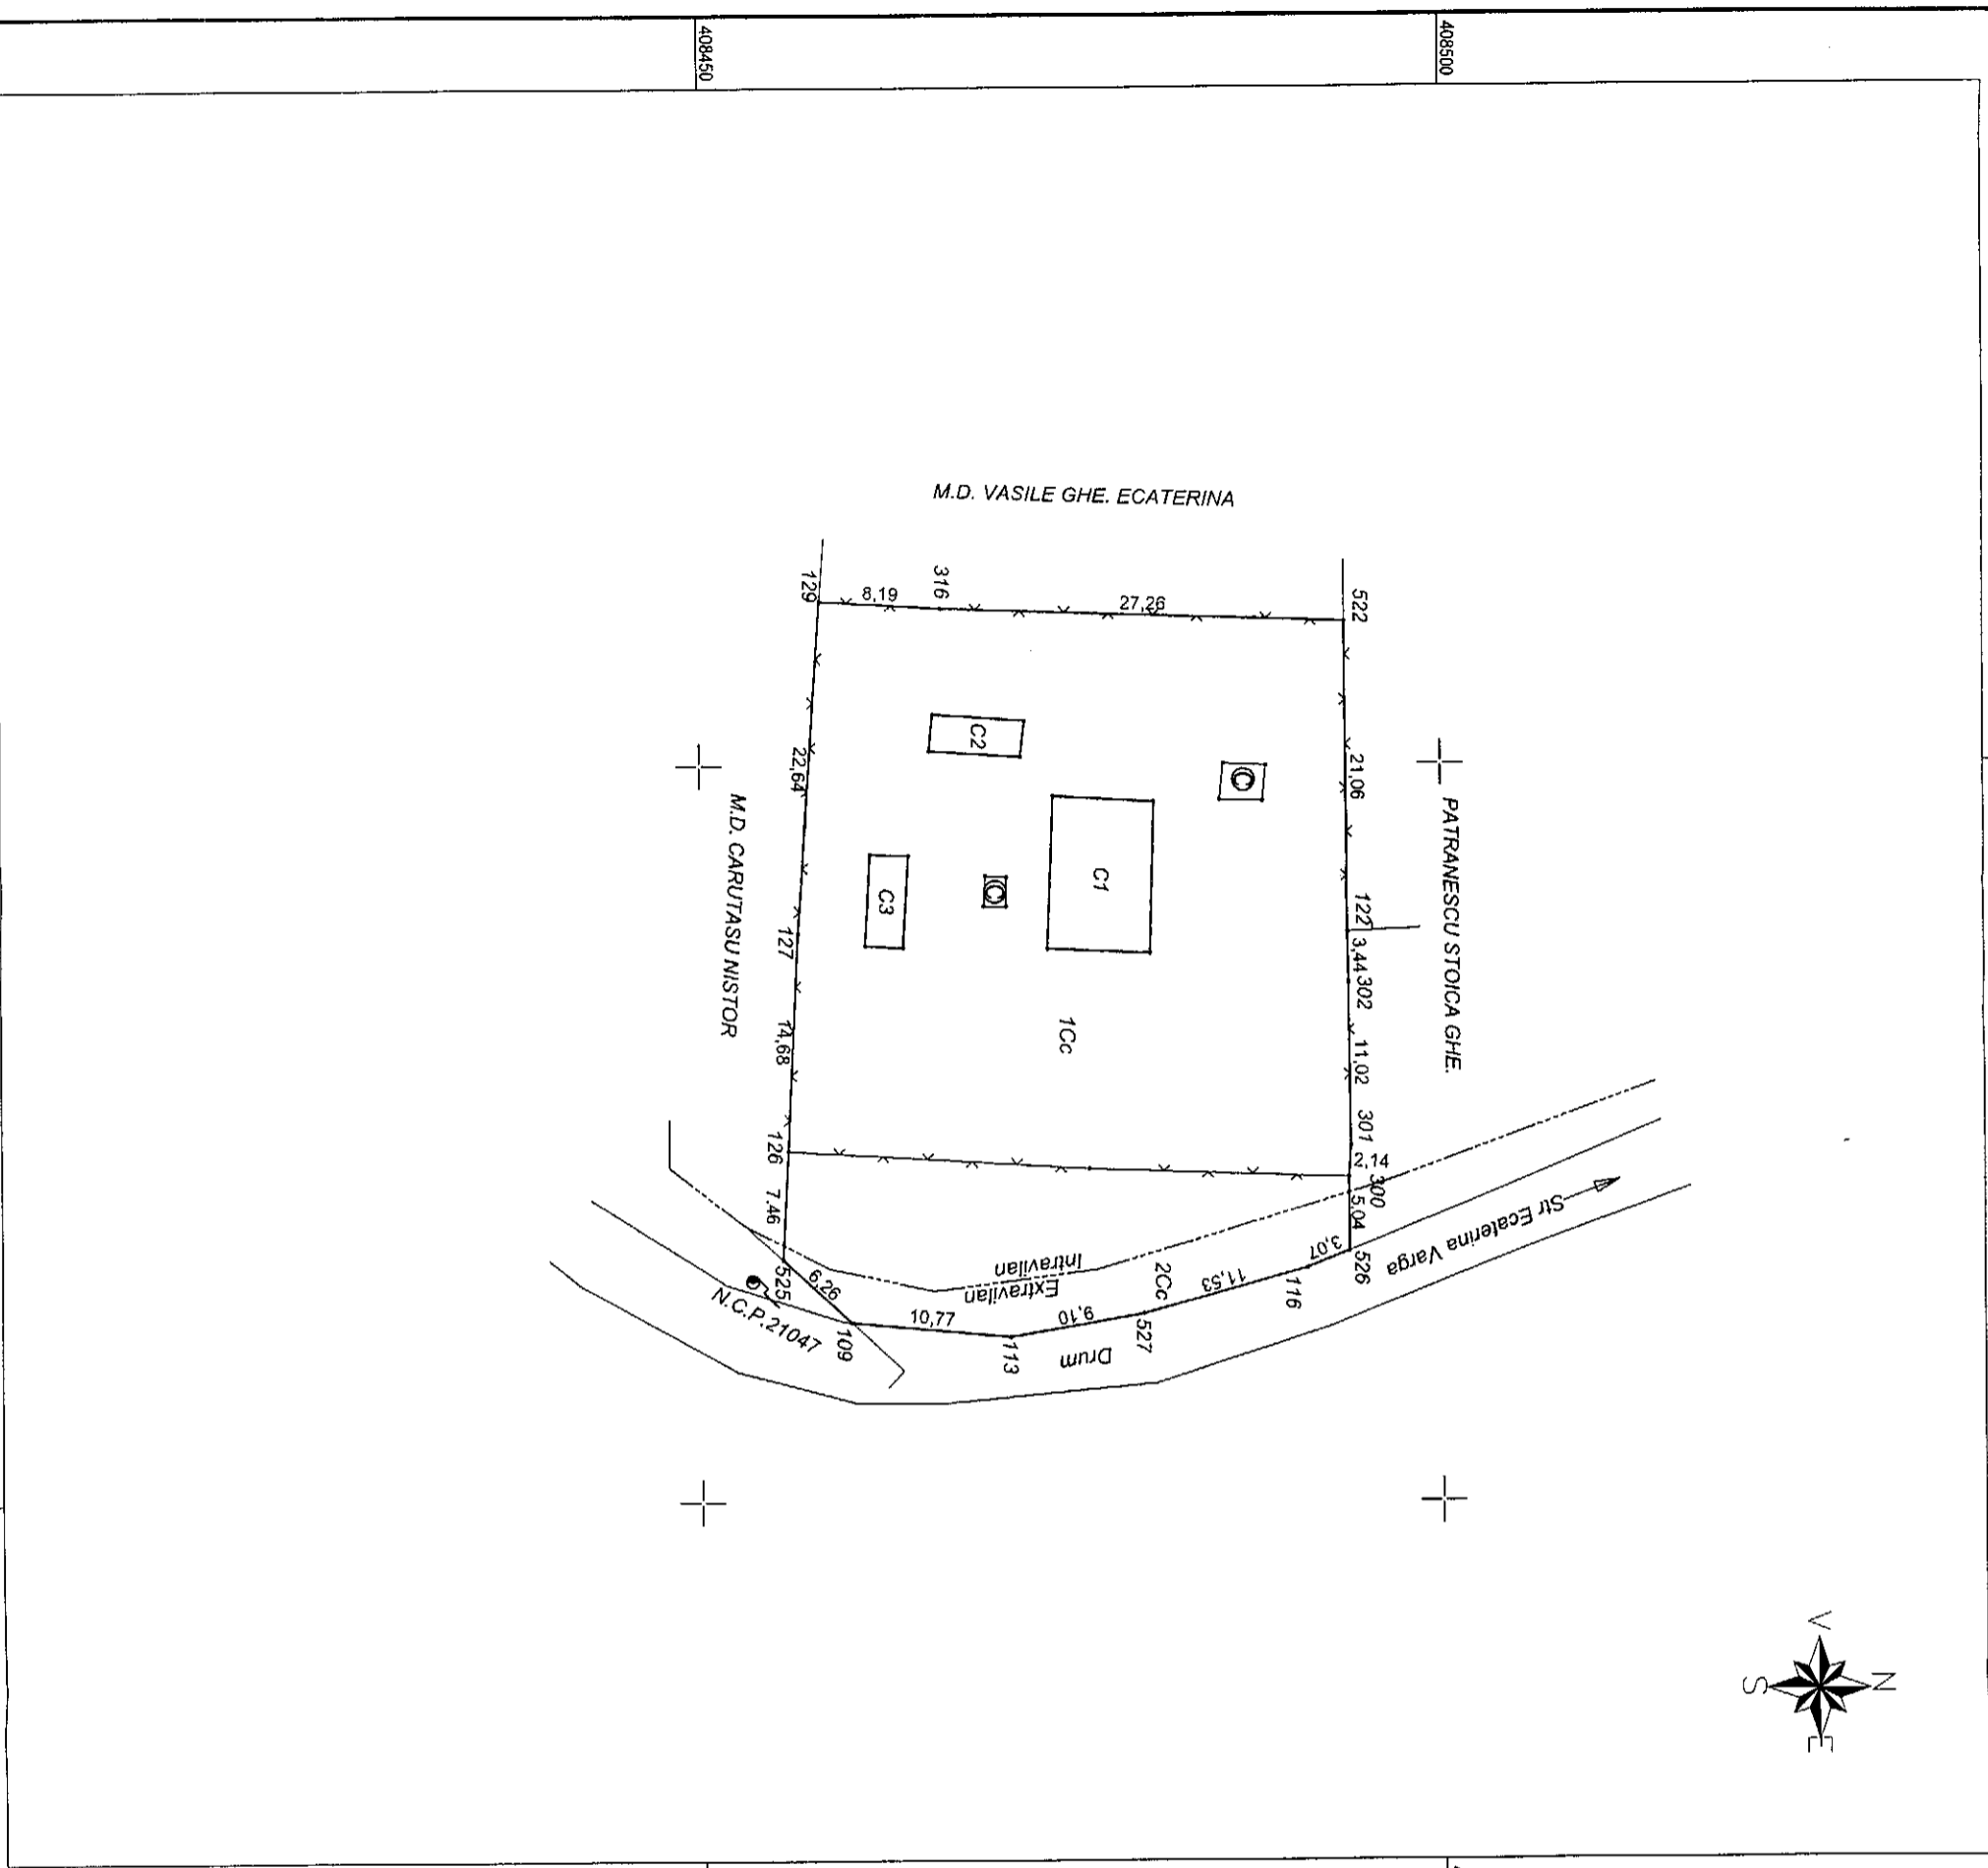 408450
408500
M.D. VASILE GHE. ECATERINA
129
8,19
316
27,26
522
22,64
C2
C
21,06
M.D. CARUTASU NISTOR
PATRANESCU STOICA GHE.
C1
C3
C
127
122
3,44
302
14,68
1Cc
11,02
126
301
2,14
300
7.46
5,04
Str Ecaterina Varga
3,07
526
Intravilan
Extravilan
2Cc
525
6,26
116
11,53
N.C.P.21047
10,77
9,10
527
109
113
Drum
V
N
S
E